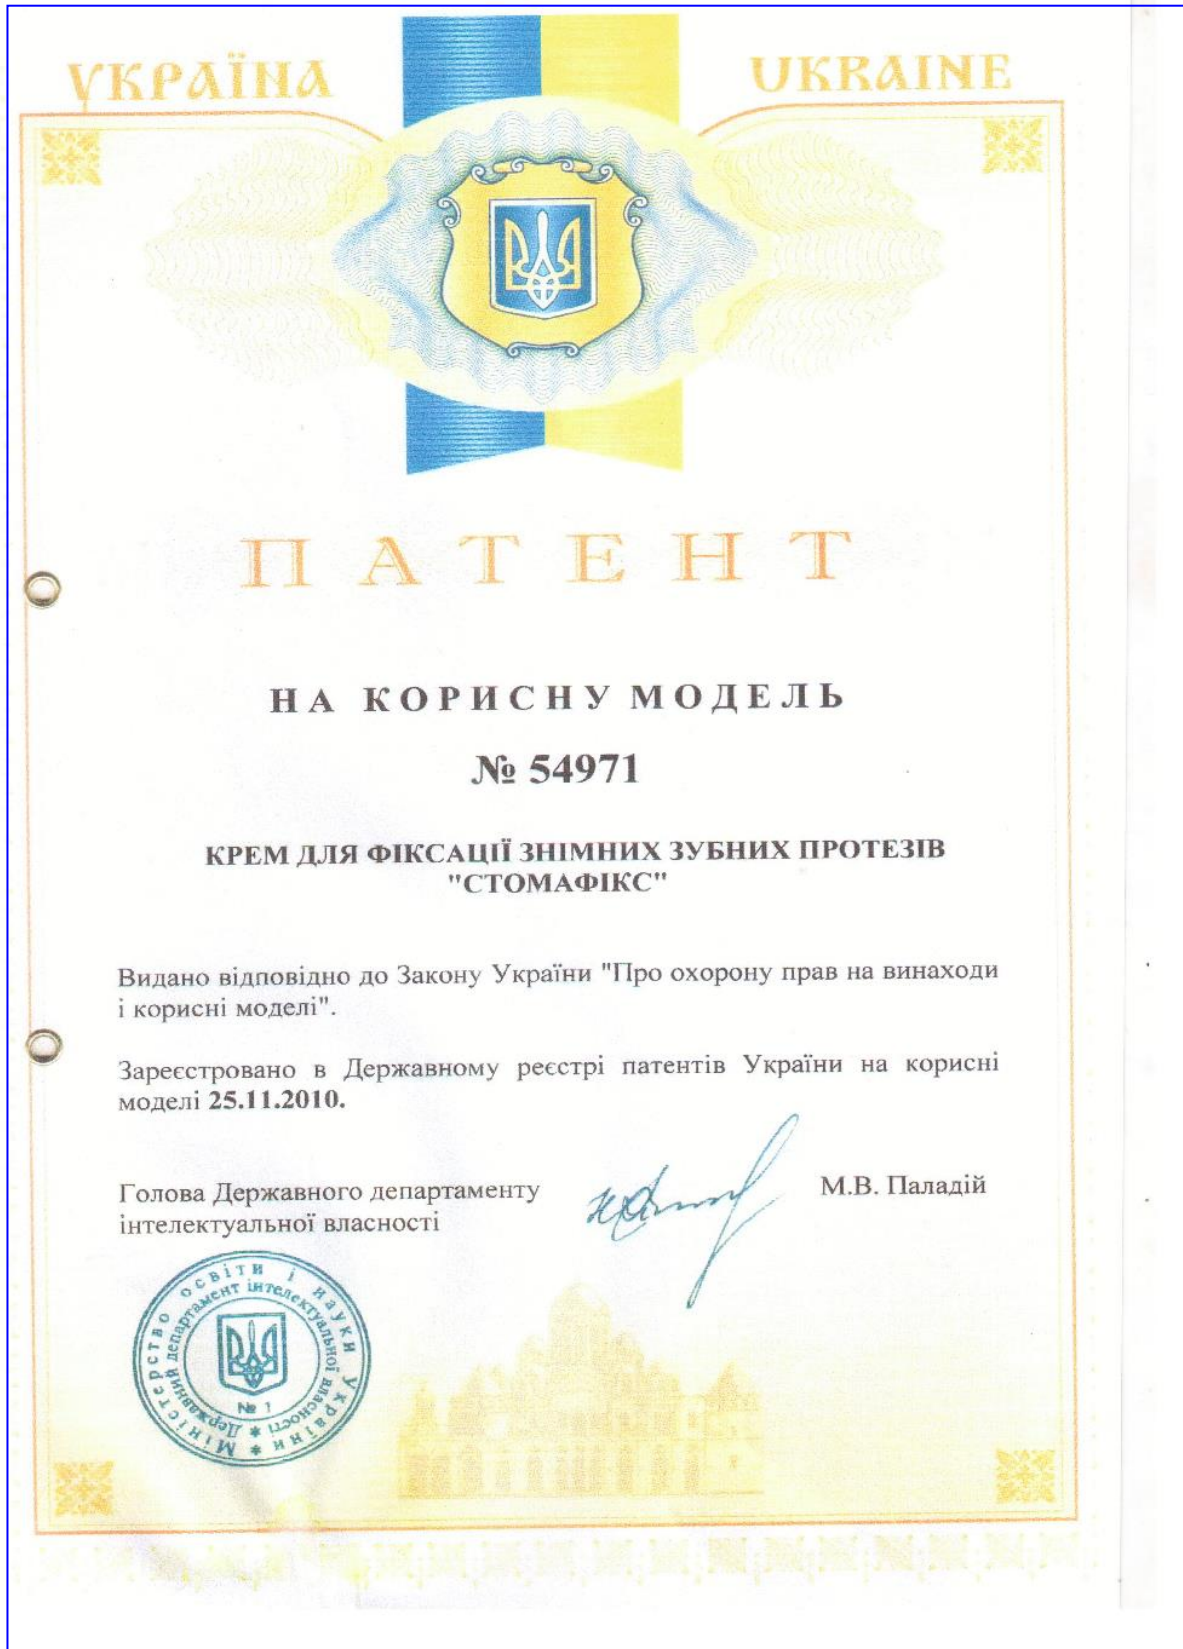 УКРАЇНА
UKRAINE
ПАТЕНТ
НА КОРИСНУ МОДЕЛЬ
№ 54971
КРЕМ ДЛЯ ФІКСАЦІЇ ЗНІМНИХ ЗУБНИХ ПРОТЕЗІВ
"СТОМАФІКС"
Видано відповідно до Закону України "Про охорону прав на винаходи
і корисні моделі".
Зареєстровано в Державному реєстрі патентів України на корисні
моделі 25.11.2010.
Голова Державного департаменту
інтелектуальної власності
М.В. Паладій
Міністерство освіти і науки України *
Державний департамент інтелектуальної власності *
№ 1